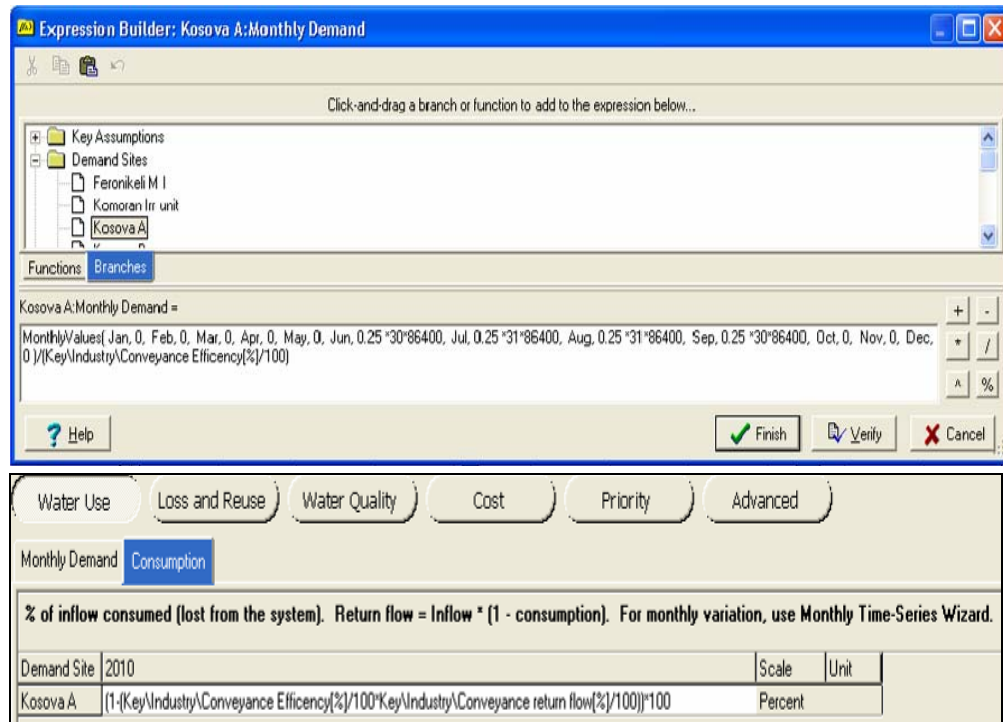 Expression Builder: Kosova A:Monthly Demand
Click-and-drag a branch or function to add to the expression below...
Key Assumptions
Demand Sites
Feronikeli M I
Komoran Irr unit
Kosova A
Functions Branches
Kosova A:Monthly Demand =
MonthlyValues( Jan, 0, Feb, 0, Mar, 0, Apr, 0, May, 0, Jun, 0.25 *30*86400, Jul, 0.25 *31*86400, Aug, 0.25 *31*86400, Sep, 0.25 *30*86400, Oct, 0, Nov, 0, Dec,
0 )/(Key\Industry\Conveyance Efficency[%]/100)
+ -
* /
^ %
Help Finish Verify Cancel
Water Use Loss and Reuse Water Quality Cost Priority Advanced
Monthly Demand Consumption
% of inflow consumed (lost from the system). Return flow = Inflow * (1 - consumption). For monthly variation, use Monthly Time-Series Wizard.
Demand Site 2010 Scale Unit
Kosova A (1-(Key\Industry\Conveyance Efficency[%]/100*Key\Industry\Conveyance return flow[%]/100))*100 Percent